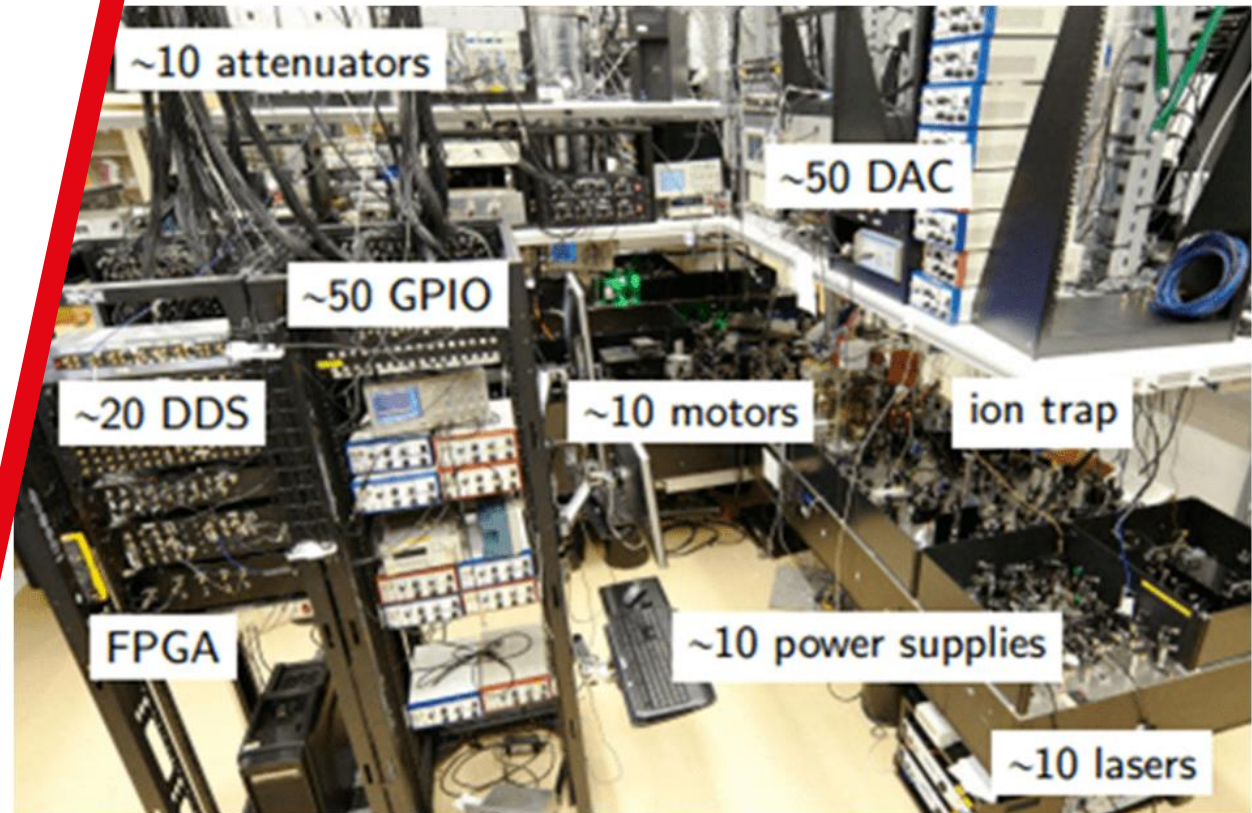 ~10 attenuators
~50 DAC
~50 GPIO
~20 DDS
~10 motors
ion trap
FPGA
~10 power supplies
~10 lasers